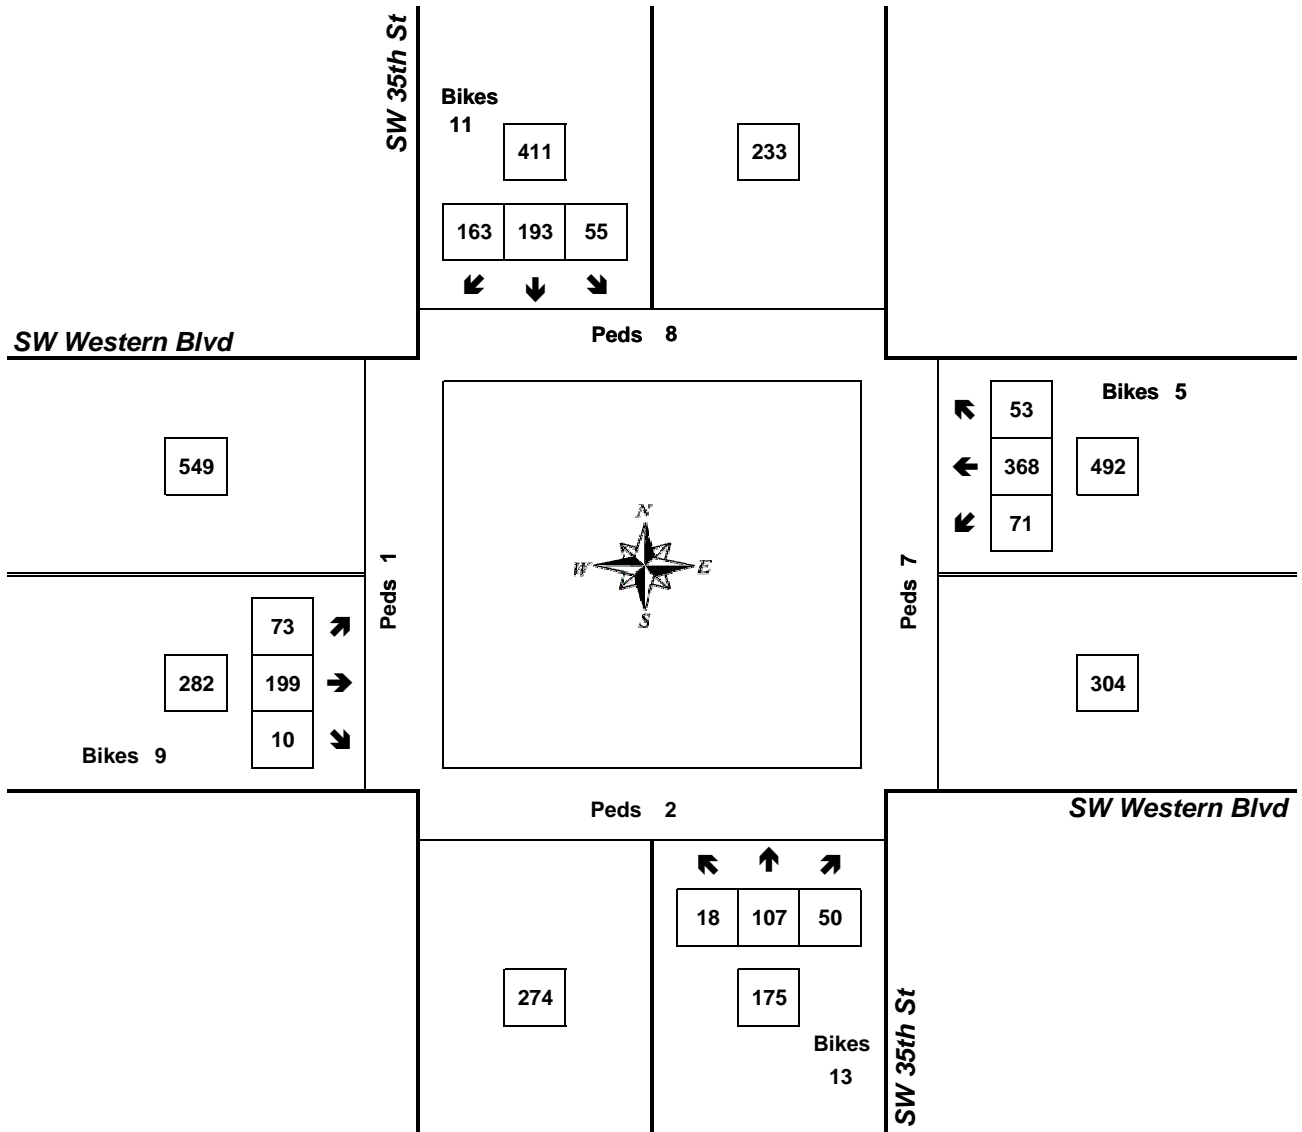 SW 35th St
Bikes
11
411
233
163 193 55
Peds 8
SW Western Blvd
Bikes 5
53
549
368 492
71
N
W E
S
Peds 1
Peds 7
73
282 199
304
10
Bikes 9
Peds 2
SW Western Blvd
18 107 50
274
175
Bikes
13
SW 35th St